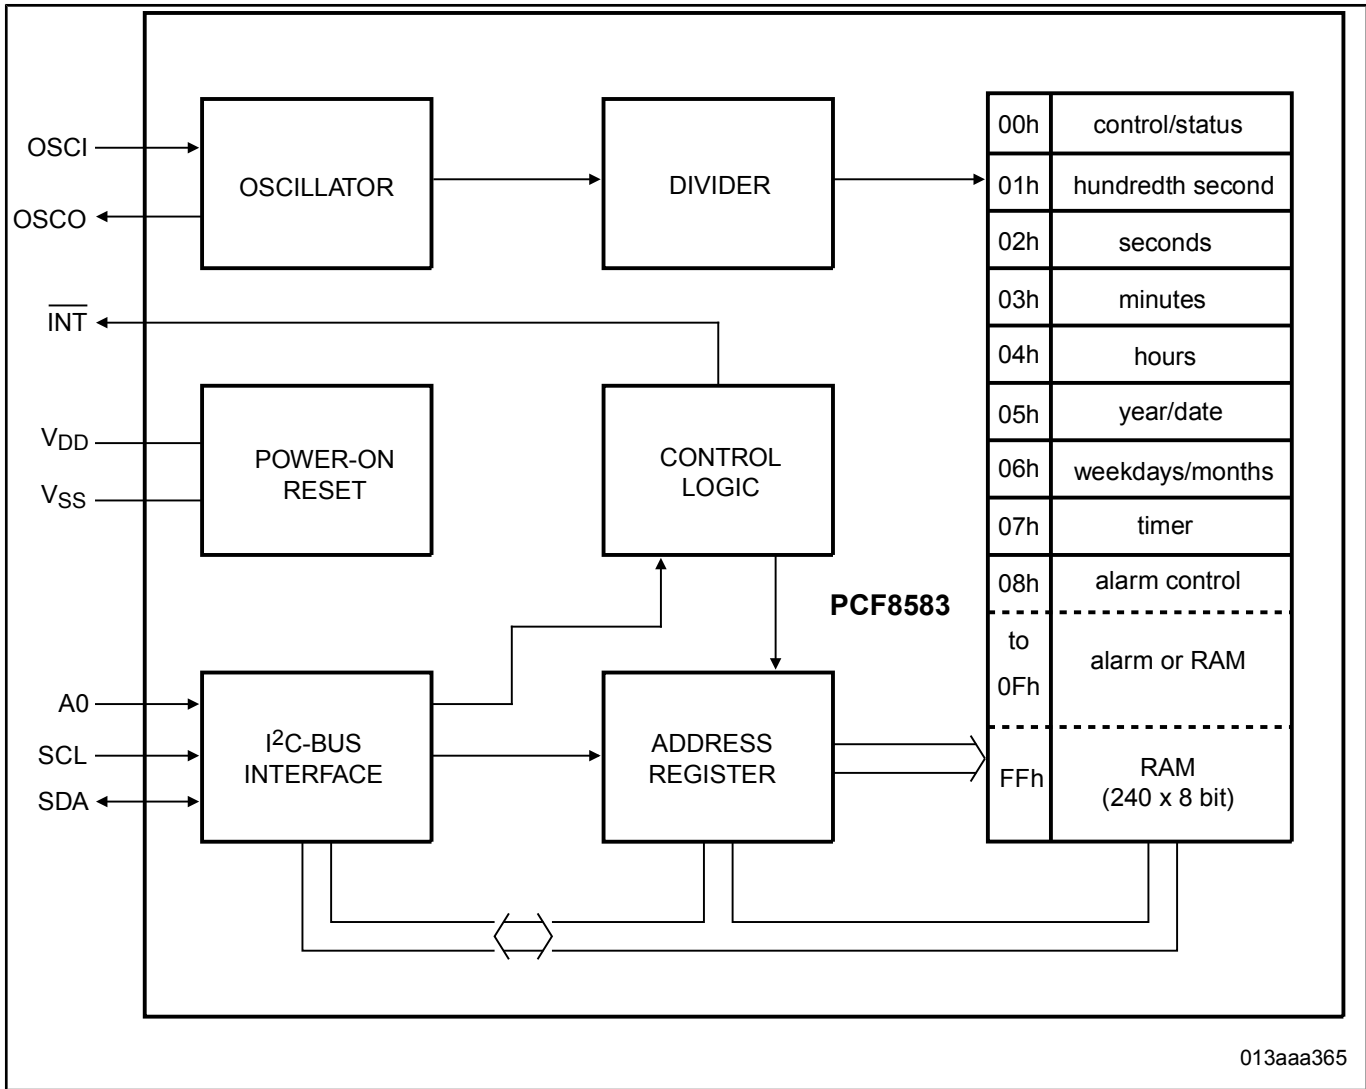 OSCI
OSCO
INT
VDD
VSS
A0
SCL
SDA
OSCILLATOR
DIVIDER
POWER-ON
RESET
CONTROL
LOGIC
PCF8583
I2C-BUS
INTERFACE
ADDRESS
REGISTER
00h control/status
01h hundredth second
02h seconds
03h minutes
04h hours
05h year/date
06h weekdays/months
07h timer
08h alarm control
to
0Fh
alarm or RAM
FFh
RAM
(240 x 8 bit)
013aaa365